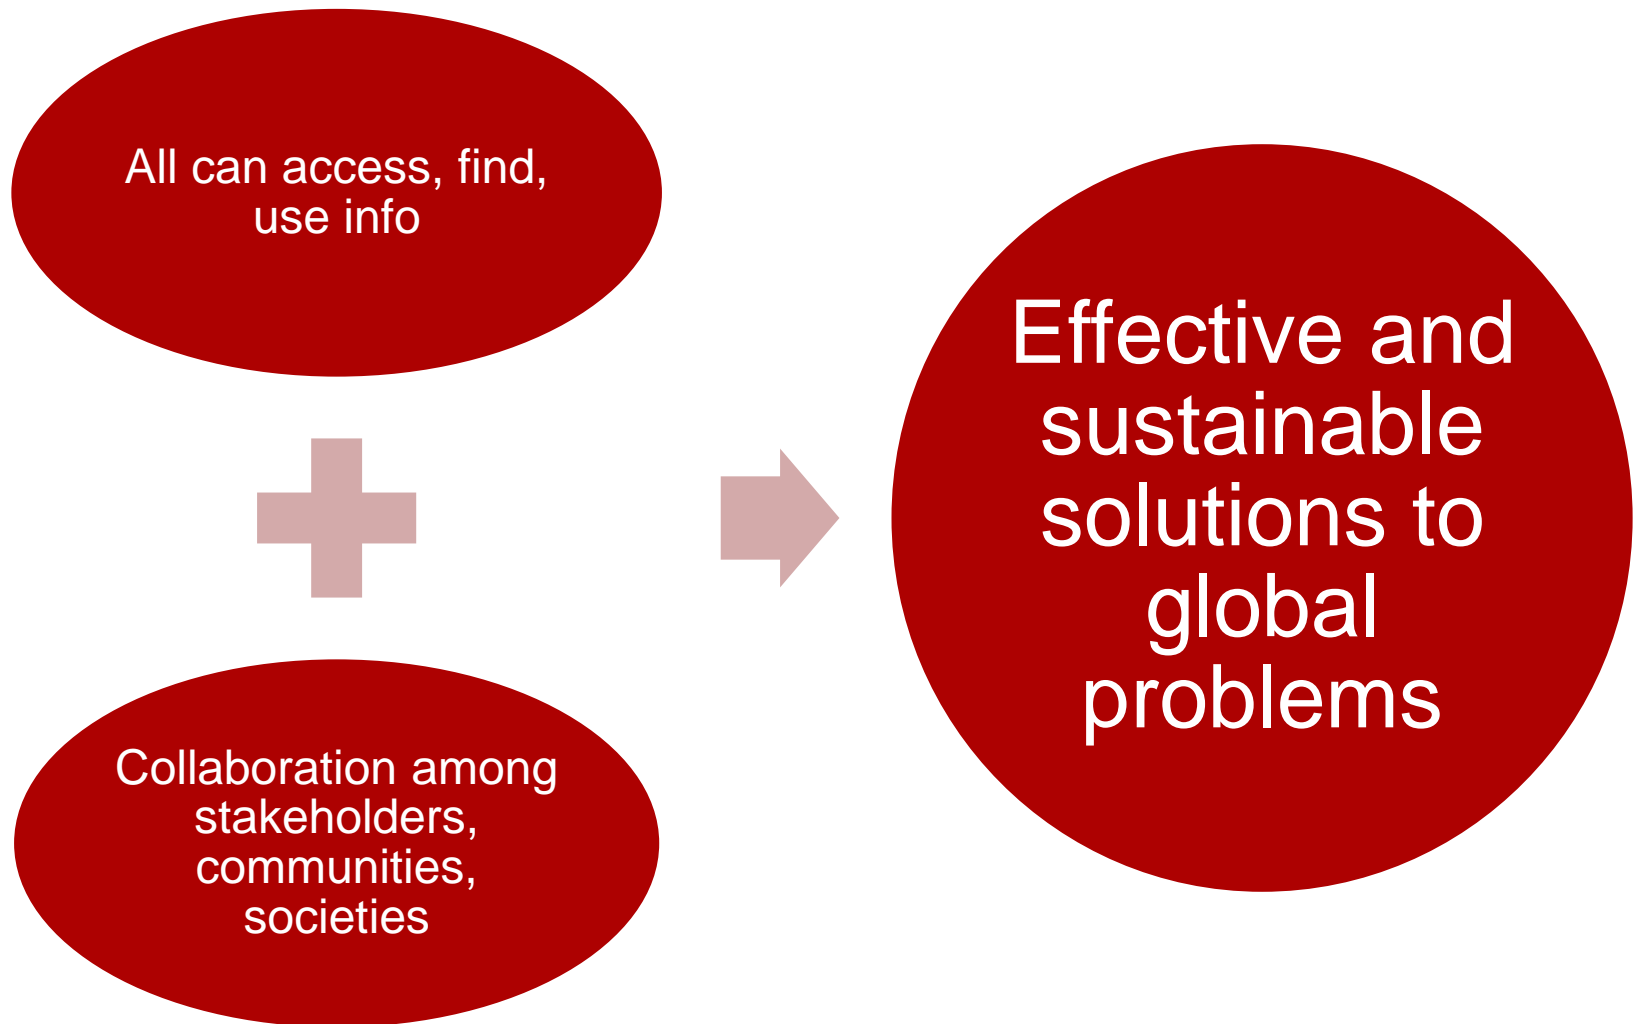 All can access, find,
use info
Collaboration among
stakeholders,
communities,
societies
Effective and
sustainable
solutions to
global
problems